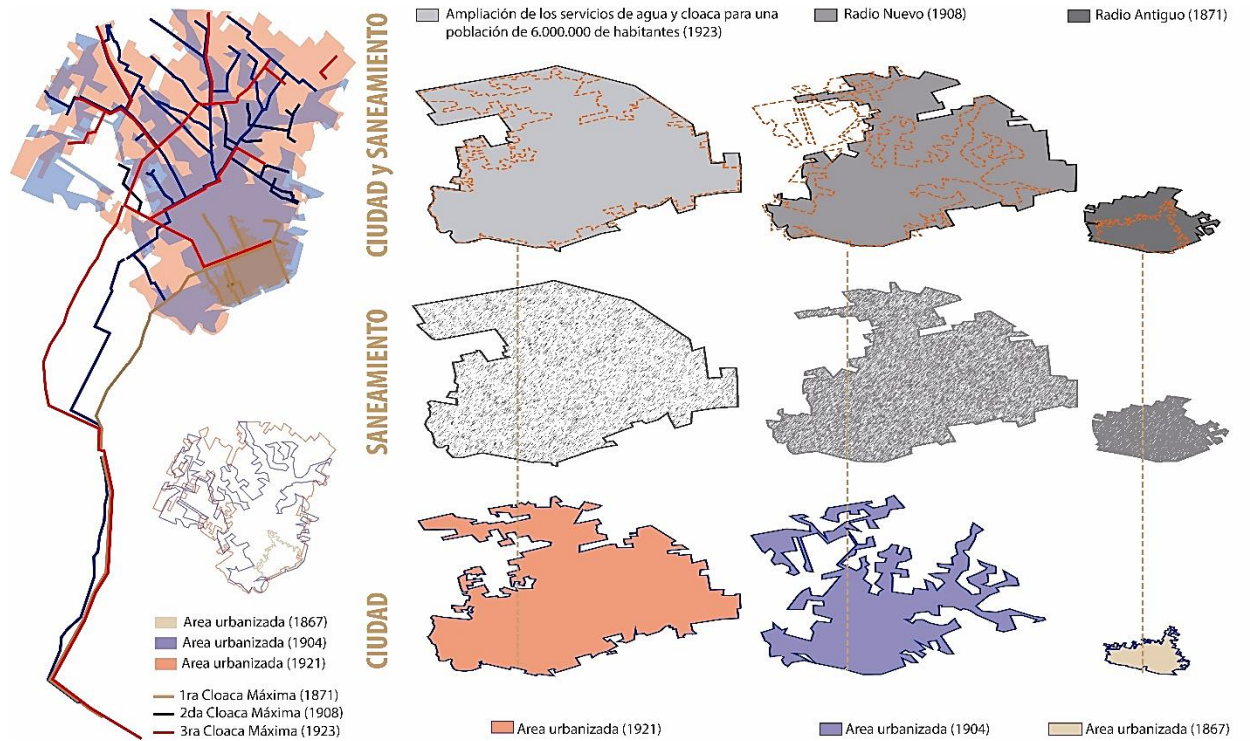 Ampliación de los servicios de agua y cloaca para una
población de 6.000.000 de habitantes (1923)
Radio Nuevo (1908)
Radio Antiguo (1871)
CIUDAD y SANEAMIENTO
SANEAMIENTO
CIUDAD
Area urbanizada (1867)
Area urbanizada (1904)
Area urbanizada (1921)
1ra Cloaca Máxima (1871)
2da Cloaca Máxima (1908)
3ra Cloaca Máxima (1923)
Area urbanizada (1921)
Area urbanizada (1904)
Area urbanizada (1867)